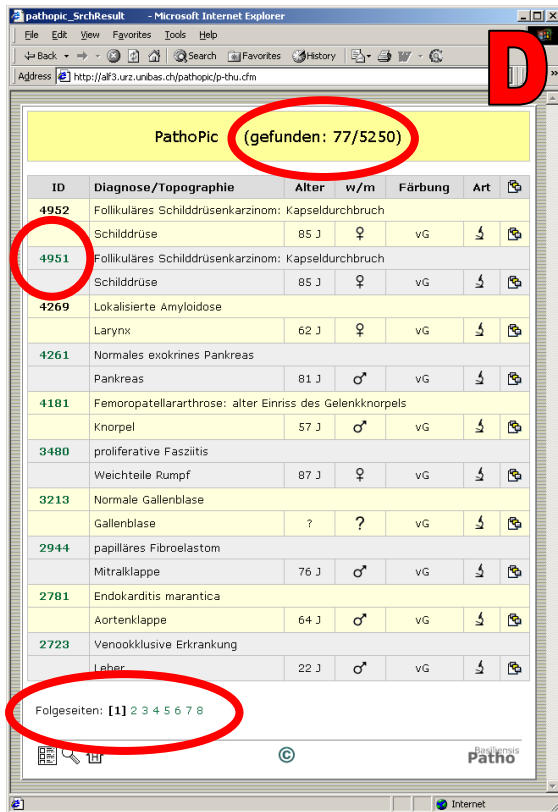 pathopic_SrchResult - Microsoft Internet Explorer
File Edit View Favorites Tools Help
Back Search Favorites History
Address http://alf3.urz.unibas.ch/pathopic/p-thu.cfm »
D
PathoPic (gefunden: 77/5250)
ID Diagnose/Topographie Alter w/m Färbung Art
4952 Follikuläres Schilddrüsenkarzinom: Kapseldurchbruch
Schilddrüse 85 J ♀ vG
4951 Follikuläres Schilddrüsenkarzinom: Kapseldurchbruch
Schilddrüse 85 J ♀ vG
4269 Lokalisierte Amyloidose
Larynx 62 J ♀ vG
4261 Normales exokrines Pankreas
Pankreas 81 J ♂ vG
4181 Femoropatellararthrose: alter Einriss des Gelenkknorpels
Knorpel 57 J ♂ vG
3480 proliferative Fasziitis
Weichteile Rumpf 87 J ♀ vG
3213 Normale Gallenblase
Gallenblase ? ? vG
2944 papilläres Fibroelastom
Mitralklappe 76 J ♂ vG
2781 Endokarditis marantica
Aortenklappe 64 J ♂ vG
2723 Venookklusive Erkrankung
Leber 22 J ♂ vG
Folgeseiten: [1] 2 3 4 5 6 7 8
H © Basiliensis
Patho
Internet